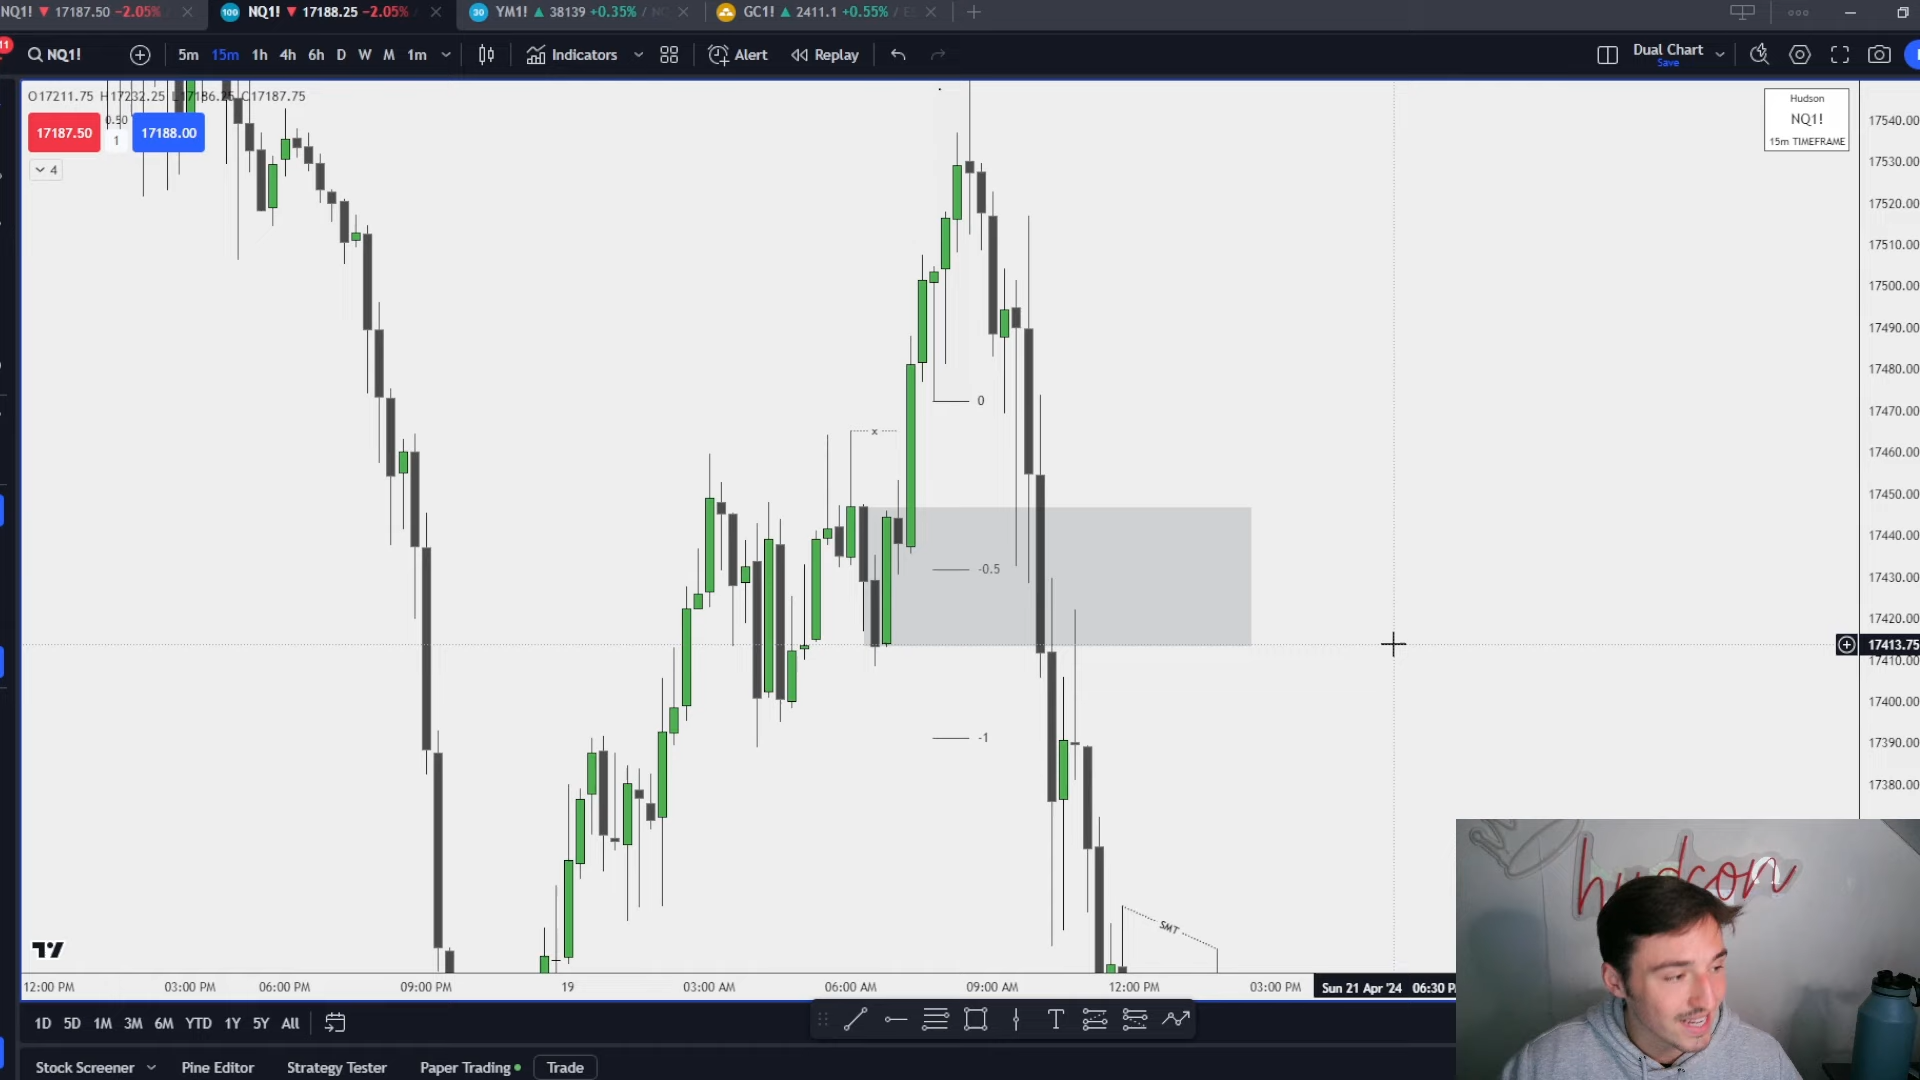 NQ1! ▼ 17187.50 −2.05%
100 NQ1! ▼ 17188.25 −2.05%
30 YM1! ▲ 38139 +0.35% /
GC1! ▲ 2411.1 +0.55% /
11
NQ1!
5m 15m 1h 4h 6h D W M 1m
Indicators
Alert
Replay
Dual Chart
Save
O17211.75 H17232.25 L17186.25 C17187.75
17187.50
0.50
1
17188.00
4
Hudson
NQ1!
15m TIMEFRAME
17540.00
17530.00
17520.00
17510.00
17500.00
17490.00
17480.00
17470.00
17460.00
17450.00
17440.00
17430.00
17420.00
17413.75
17410.00
17400.00
17390.00
17380.00
0
x
-0.5
-1
SMT
hudson
12:00 PM 03:00 PM 06:00 PM 09:00 PM 19 03:00 AM 06:00 AM 09:00 AM 12:00 PM 03:00 PM Sun 21 Apr '24 06:30
1D 5D 1M 3M 6M YTD 1Y 5Y All
Stock Screener Pine Editor Strategy Tester Paper Trading Trade